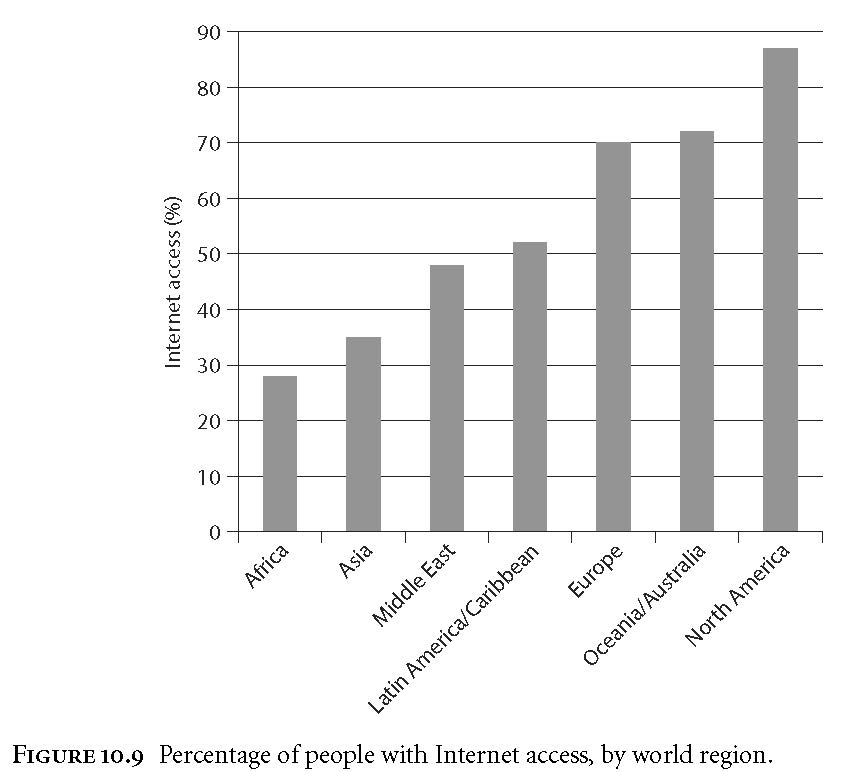 90
80
70
60
50
40
30
20
10
0
Internet access (%)
Africa
Asia
Middle East
Latin America/Caribbean
Europe
Oceania/Australia
North America
FIGURE 10.9 Percentage of people with Internet access, by world region.